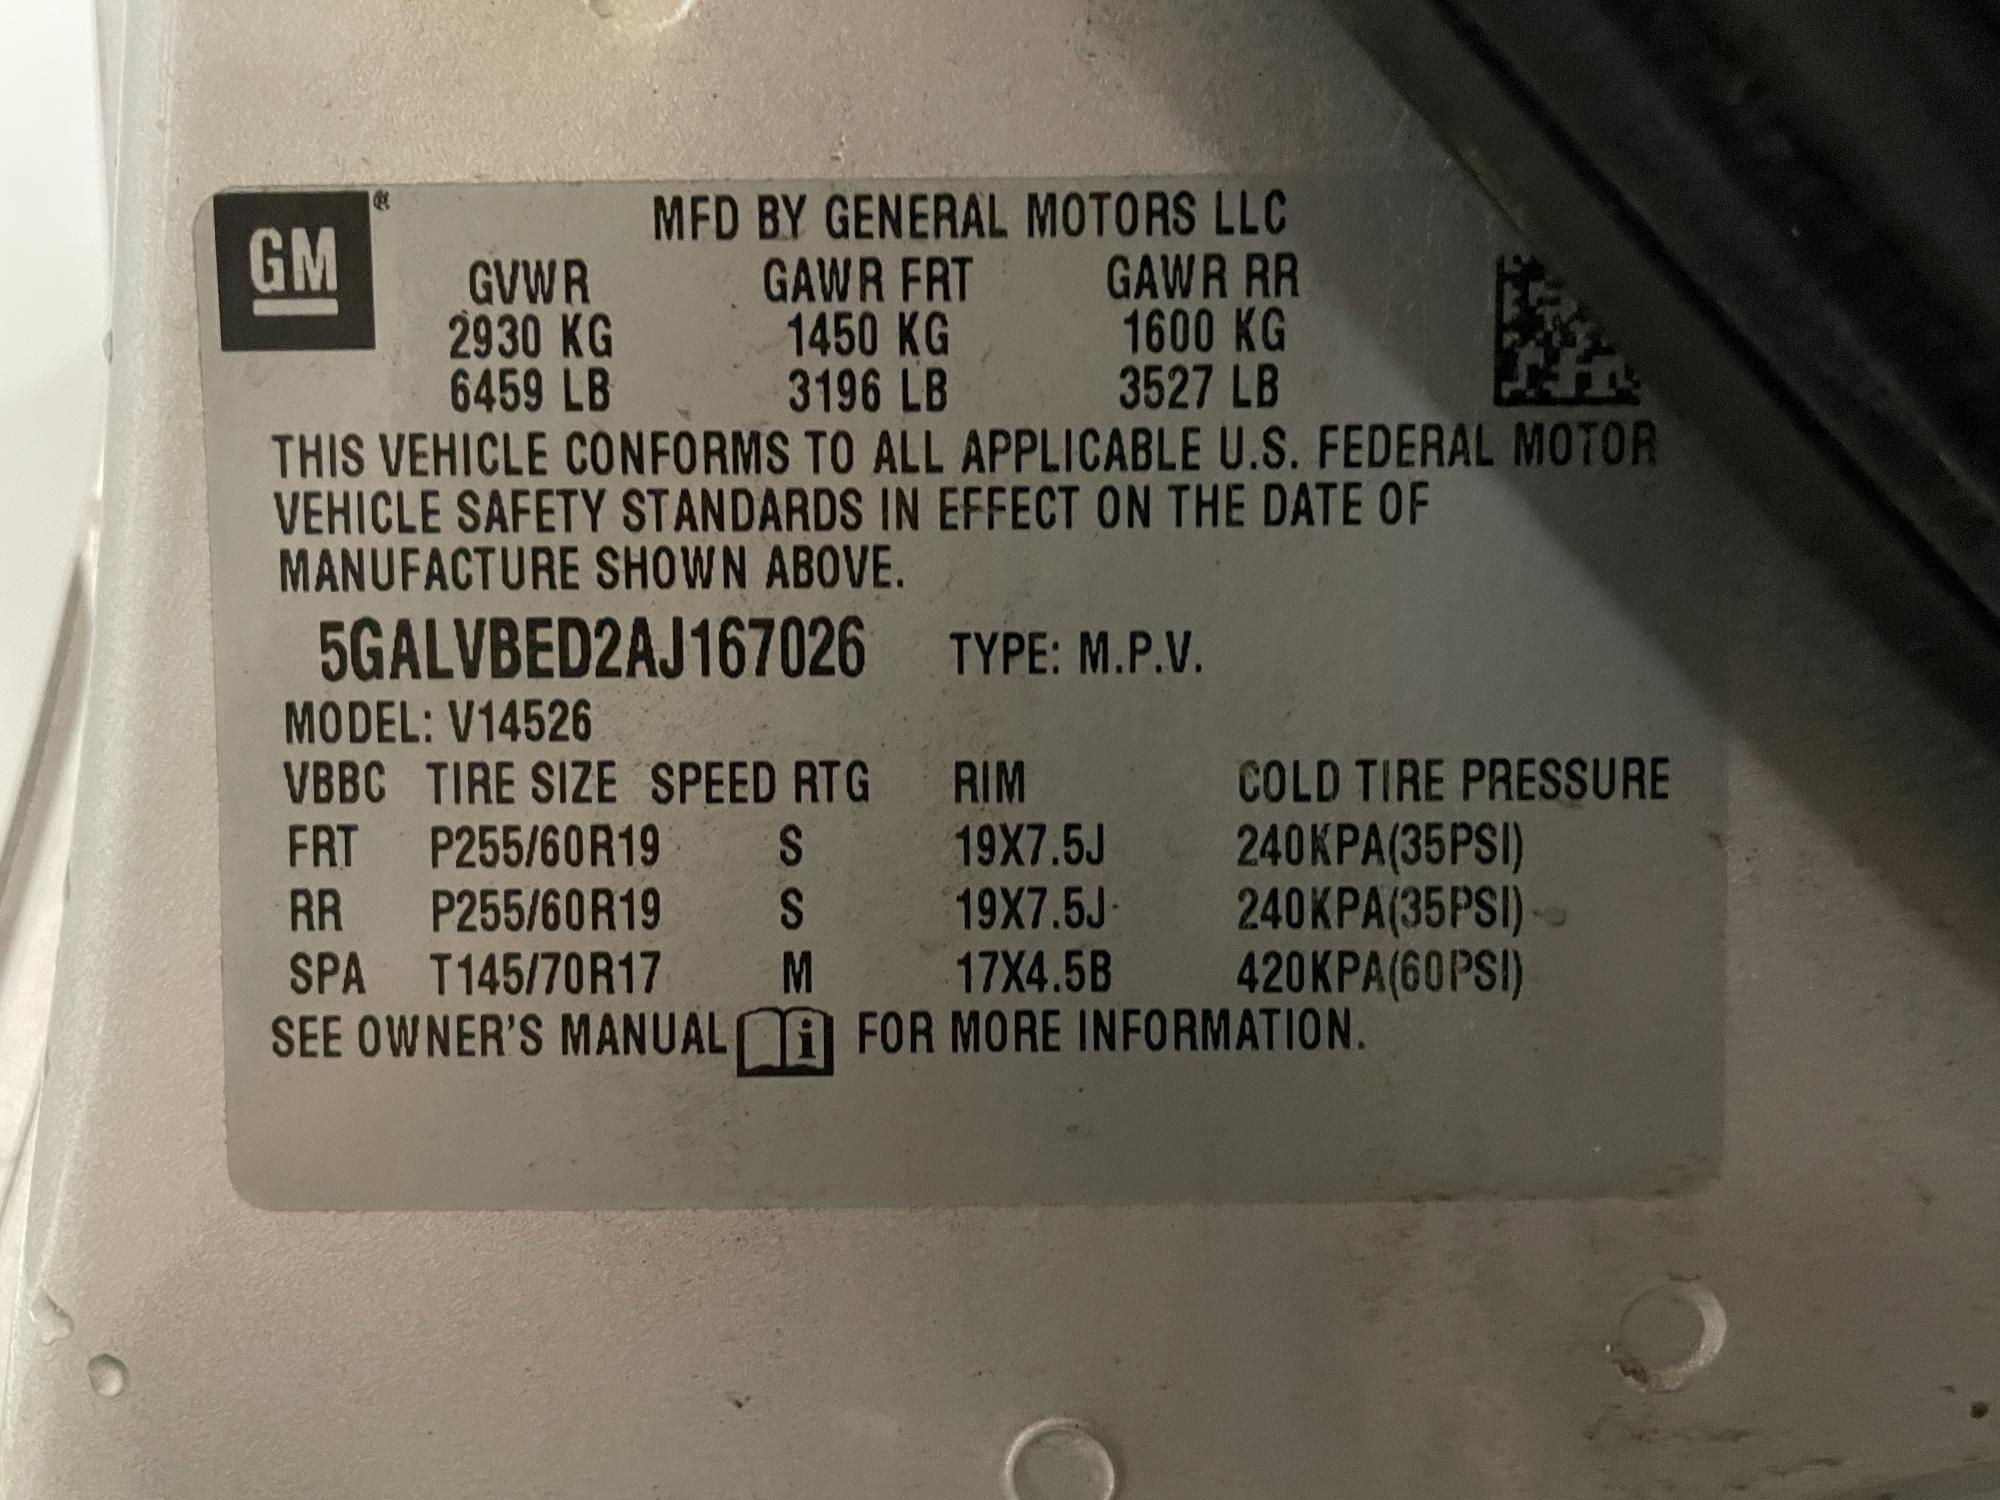 GM ®
MFD BY GENERAL MOTORS LLC
GVWR GAWR FRT GAWR RR
2930 KG 1450 KG 1600 KG
6459 LB 3196 LB 3527 LB
THIS VEHICLE CONFORMS TO ALL APPLICABLE U.S. FEDERAL MOTOR
VEHICLE SAFETY STANDARDS IN EFFECT ON THE DATE OF
MANUFACTURE SHOWN ABOVE.
5GALVBED2AJ167026 TYPE: M.P.V.
MODEL: V14526
VBBC TIRE SIZE SPEED RTG RIM COLD TIRE PRESSURE
FRT P255/60R19 S 19X7.5J 240KPA(35PSI)
RR P255/60R19 S 19X7.5J 240KPA(35PSI)
SPA T145/70R17 M 17X4.5B 420KPA(60PSI)
SEE OWNER'S MANUAL i FOR MORE INFORMATION.